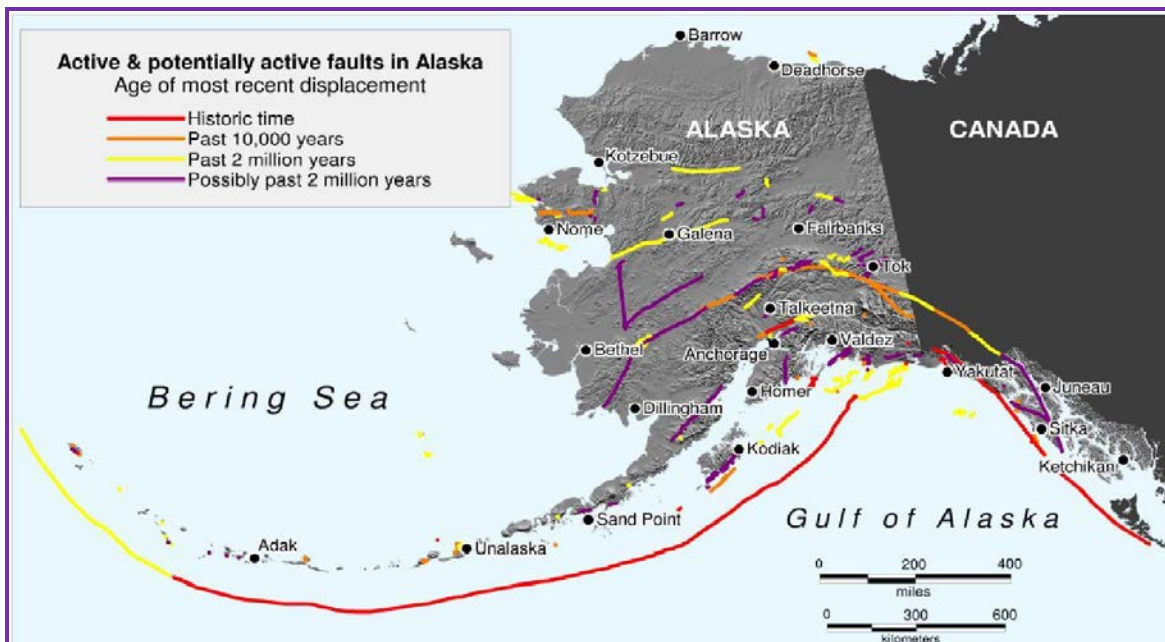 Active & potentially active faults in Alaska
Age of most recent displacement
Historic time
Past 10,000 years
Past 2 million years
Possibly past 2 million years
Barrow
Deadhorse
ALASKA
CANADA
Kotzebue
Nome
Galena
Fairbanks
Tok
Talkeetna
Bethel
Anchorage
Valdez
Yakutat
Juneau
Homer
Dillingham
Sitka
Bering Sea
Kodiak
Ketchikan
Sand Point
Gulf of Alaska
Adak
Unalaska
0 200 400
miles
0 300 600
kilometers